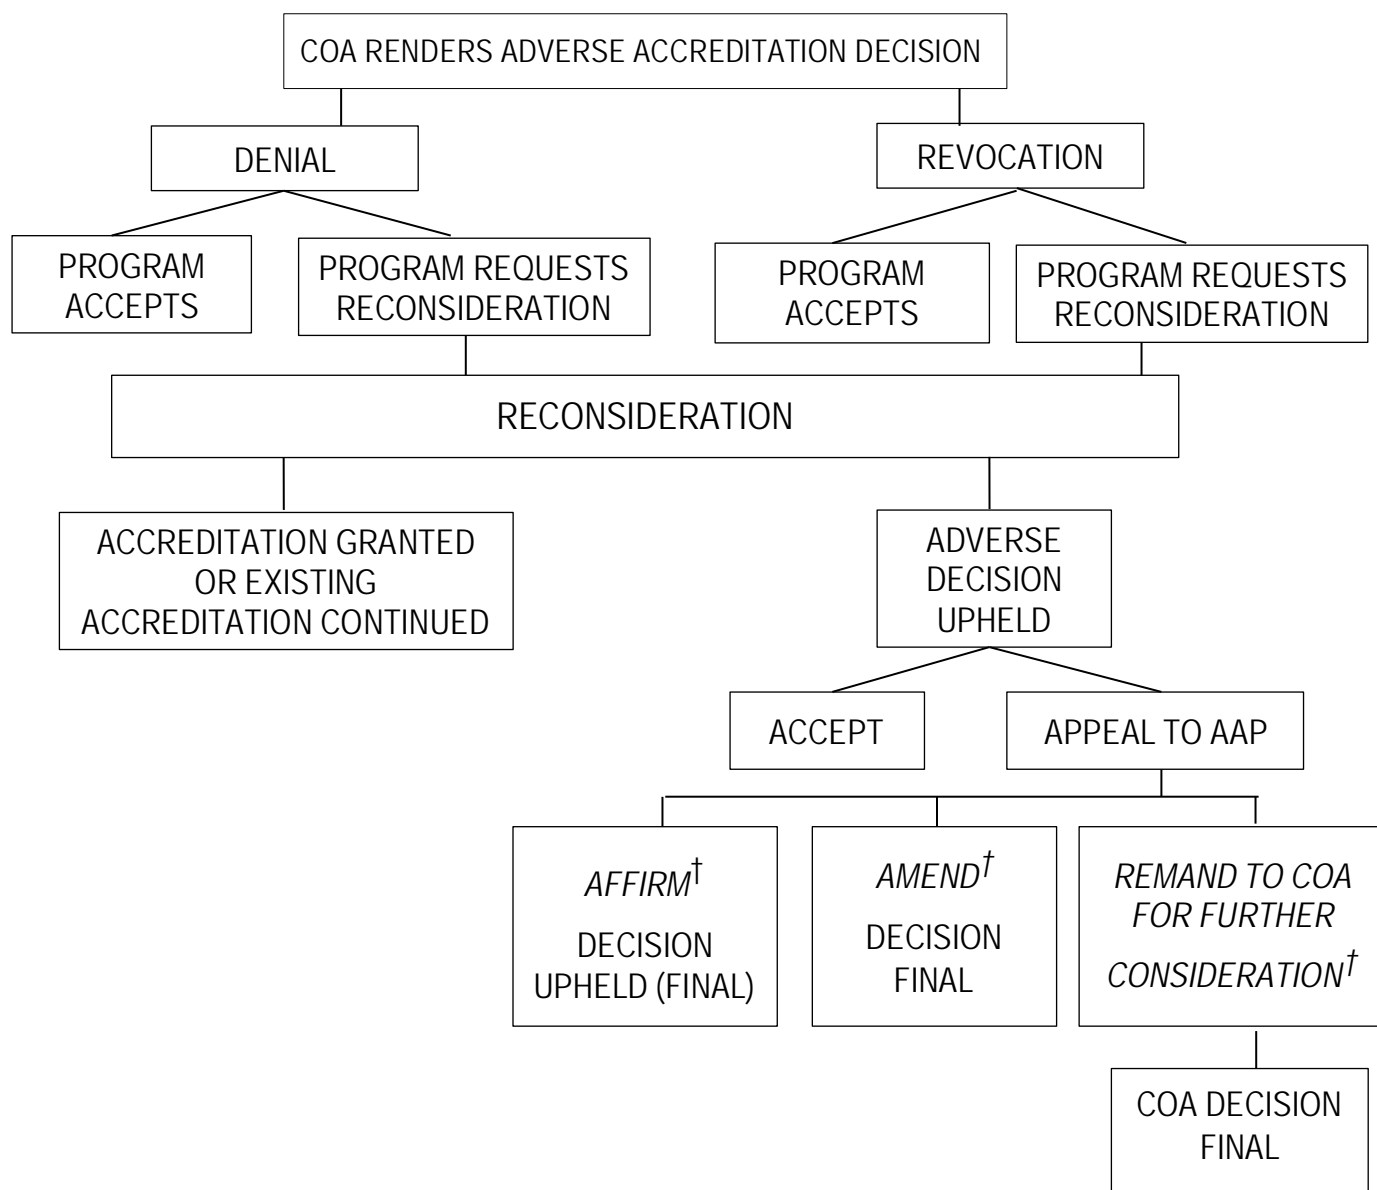 COA RENDERS ADVERSE ACCREDITATION DECISION
DENIAL
REVOCATION
PROGRAM
ACCEPTS
PROGRAM REQUESTS
RECONSIDERATION
PROGRAM
ACCEPTS
PROGRAM REQUESTS
RECONSIDERATION
RECONSIDERATION
ACCREDITATION GRANTED
OR EXISTING
ACCREDITATION CONTINUED
ADVERSE
DECISION
UPHELD
ACCEPT
APPEAL TO AAP
AFFIRM†
DECISION
UPHELD (FINAL)
AMEND†
DECISION
FINAL
REMAND TO COA
FOR FURTHER
CONSIDERATION†
COA DECISION
FINAL